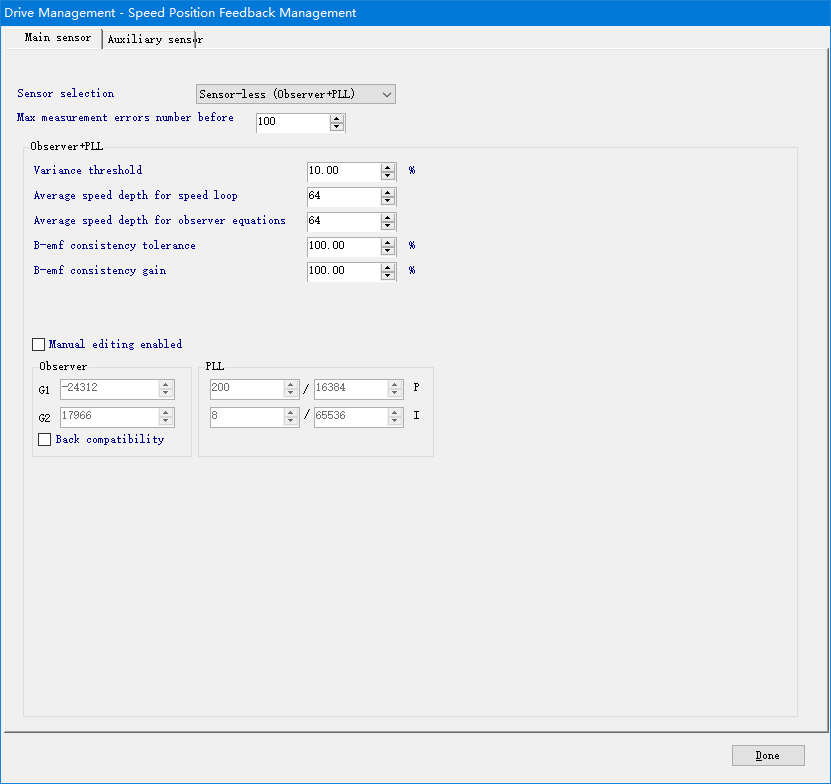 Drive Management - Speed Position Feedback Management
Main sensor
Auxiliary sensor
Sensor selection
Sensor-less (Observer+PLL)
Max measurement errors number before
100
Observer+PLL
Variance threshold
10.00
%
Average speed depth for speed loop
64
Average speed depth for observer equations
64
B-emf consistency tolerance
100.00
%
B-emf consistency gain
100.00
%
Manual editing enabled
Observer
PLL
G1
-24312
200
/
16384
P
G2
17966
8
/
65536
I
Back compatibility
Done